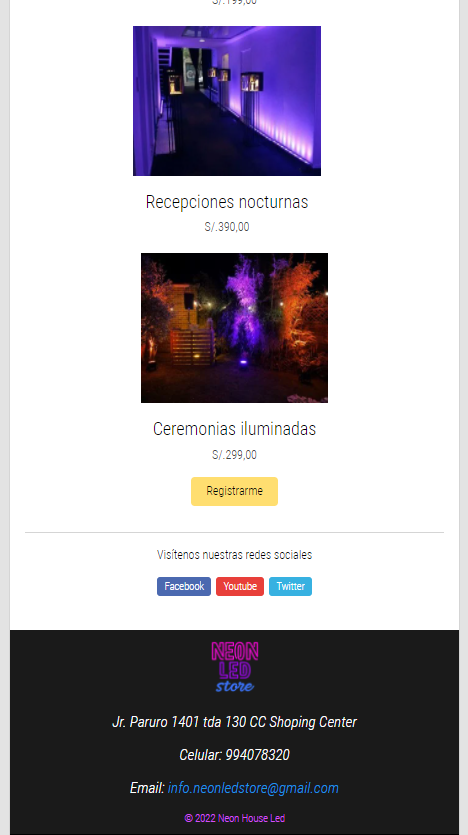 S/.199,00
Recepciones nocturnas
S/.390,00
Ceremonias iluminadas
S/.299,00
Registrarme
Visítenos nuestras redes sociales
Facebook Youtube Twitter
NEON
LED
store
Jr. Paruro 1401 tda 130 CC Shoping Center
Celular: 994078320
Email: info.neonledstore@gmail.com
© 2022 Neon House Led